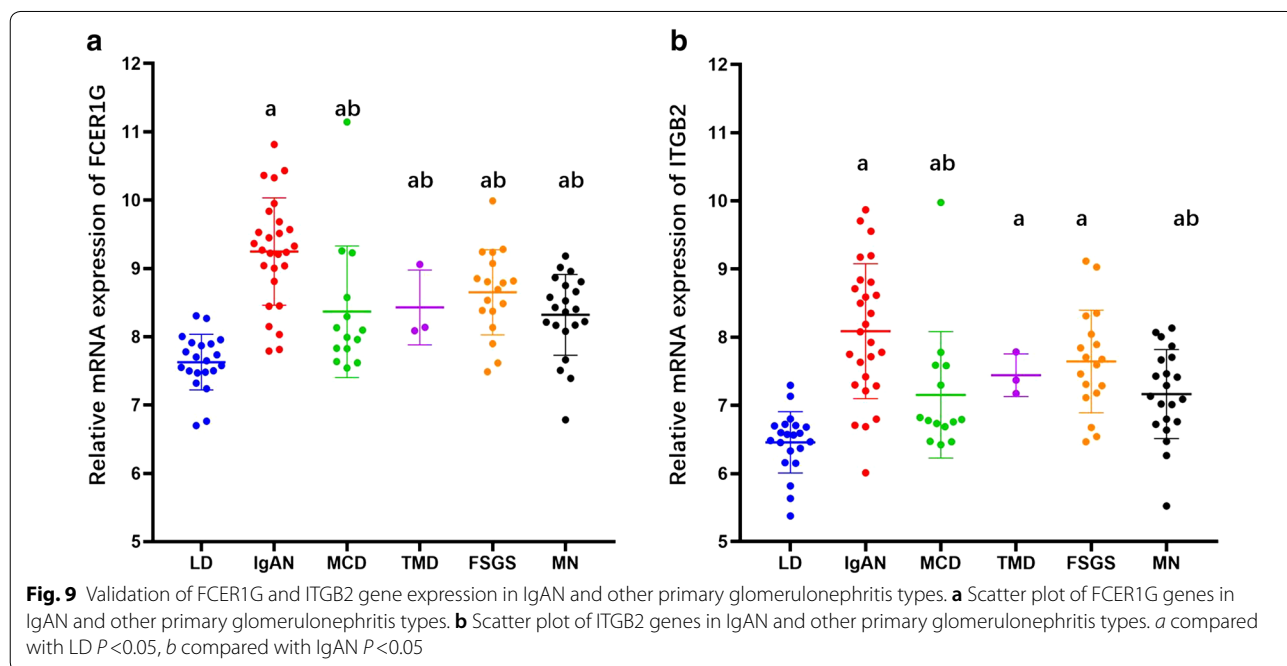 a
Relative mRNA expression of FCER1G
12
11
10
9
8
7
6
5
a
ab
ab
ab
ab
LD
IgAN
MCD
TMD
FSGS
MN
b
Relative mRNA expression of ITGB2
12
11
10
9
8
7
6
5
a
ab
a
a
ab
LD
IgAN
MCD
TMD
FSGS
MN
Fig. 9 Validation of FCER1G and ITGB2 gene expression in IgAN and other primary glomerulonephritis types. a Scatter plot of FCER1G genes in
IgAN and other primary glomerulonephritis types. b Scatter plot of ITGB2 genes in IgAN and other primary glomerulonephritis types. a compared
with LD P<0.05, b compared with IgAN P<0.05